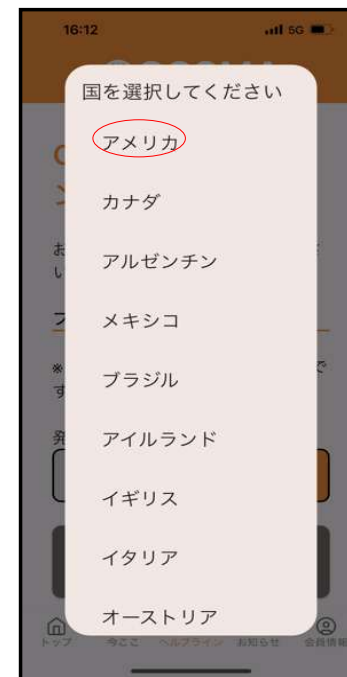 16:12
5G
国を選択してください
アメリカ
カナダ
アルゼンチン
メキシコ
ブラジル
アイルランド
イギリス
イタリア
オーストリア
トップ
今ここ
ヘルプライン
お知らせ
会員情報